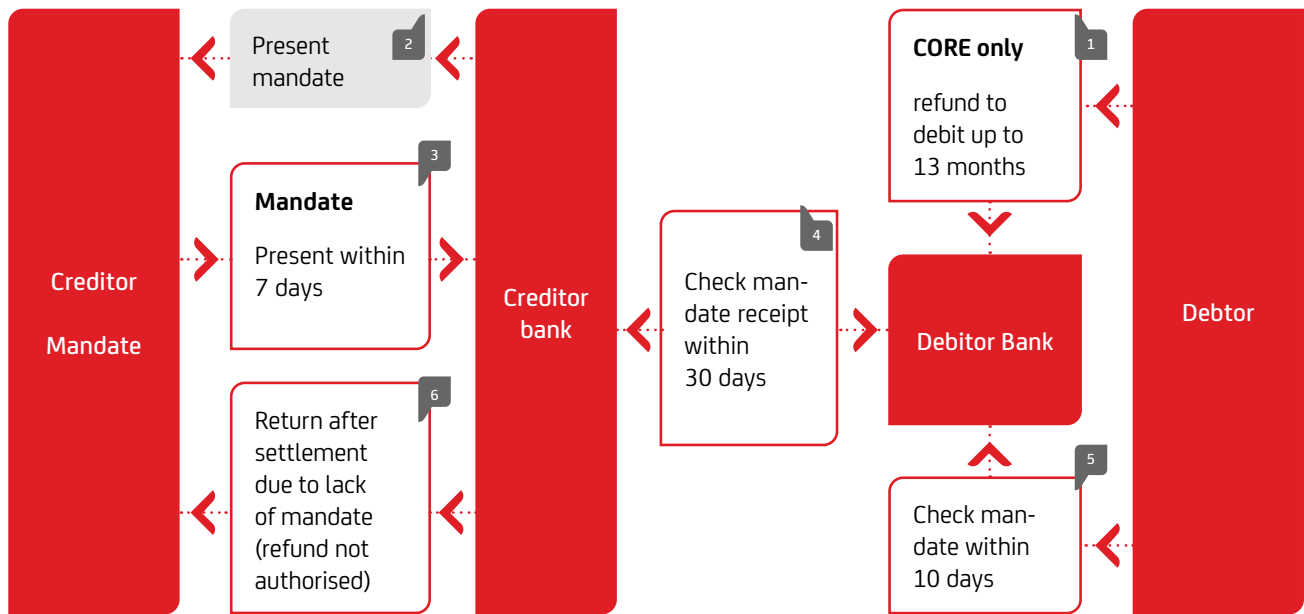 Creditor
Mandate
2
Present
mandate
3
Mandate
Present within
7 days
6
Return after
settlement
due to lack
of mandate
(refund not
authorised)
Creditor
bank
4
Check man-
date receipt
within
30 days
1
CORE only
refund to
debit up to
13 months
Debitor Bank
5
Check man-
date within
10 days
Debtor